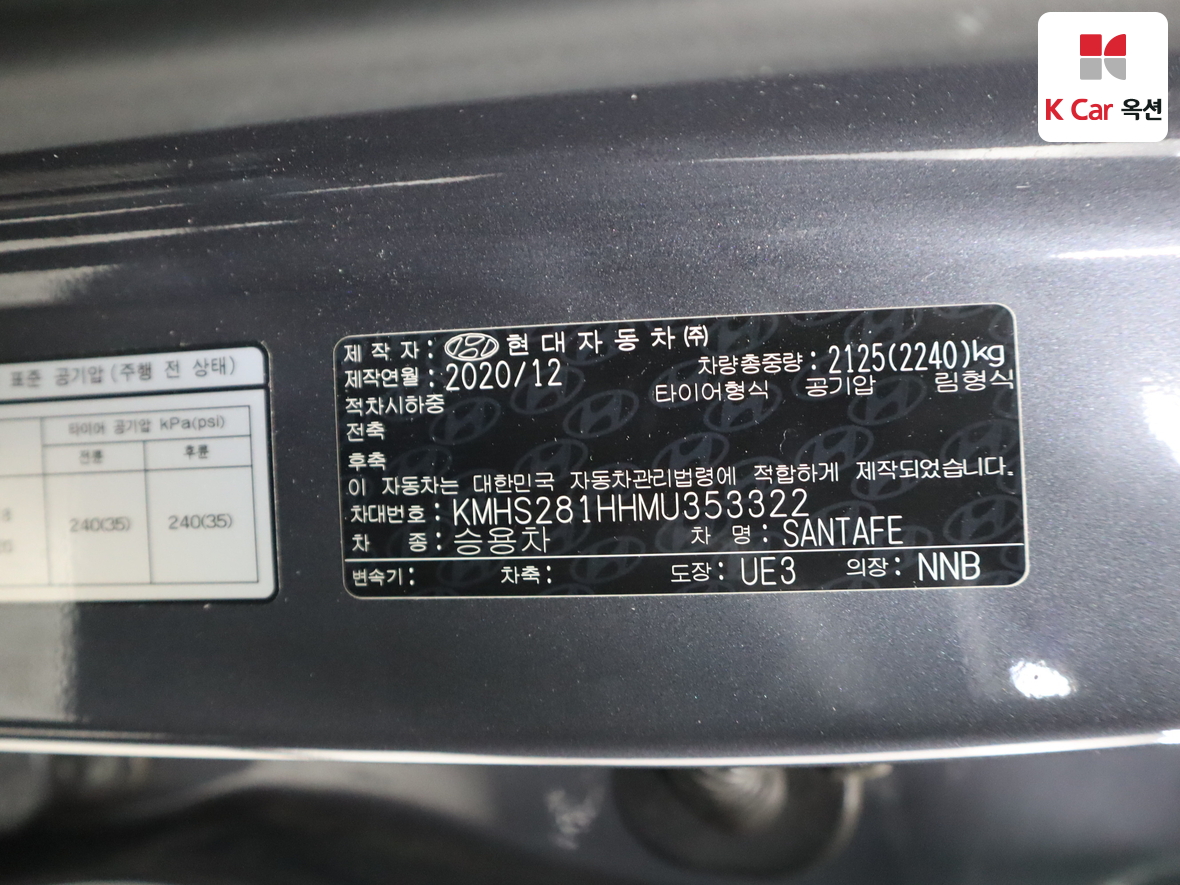 K Car 옥션
표준 공기압(주행 전 상태)
타이어 공기압 kPa(psi)
전륜 후륜
240(35) 240(35)
제 작 자 : 현 대 자 동 차 ㈜
제작연월 : 2020/12 차량총중량 : 2125(2240)kg
적차시하중 타이어형식 공기압 림형식
전축
후축
이 자동차는 대한민국 자동차관리법령에 적합하게 제작되었습니다.
차대번호 : KMHS281HHMU353322
차 종 : 승용차 차 명 : SANTAFE
변속기 : 차축 : 도장 : UE3 의장 : NNB